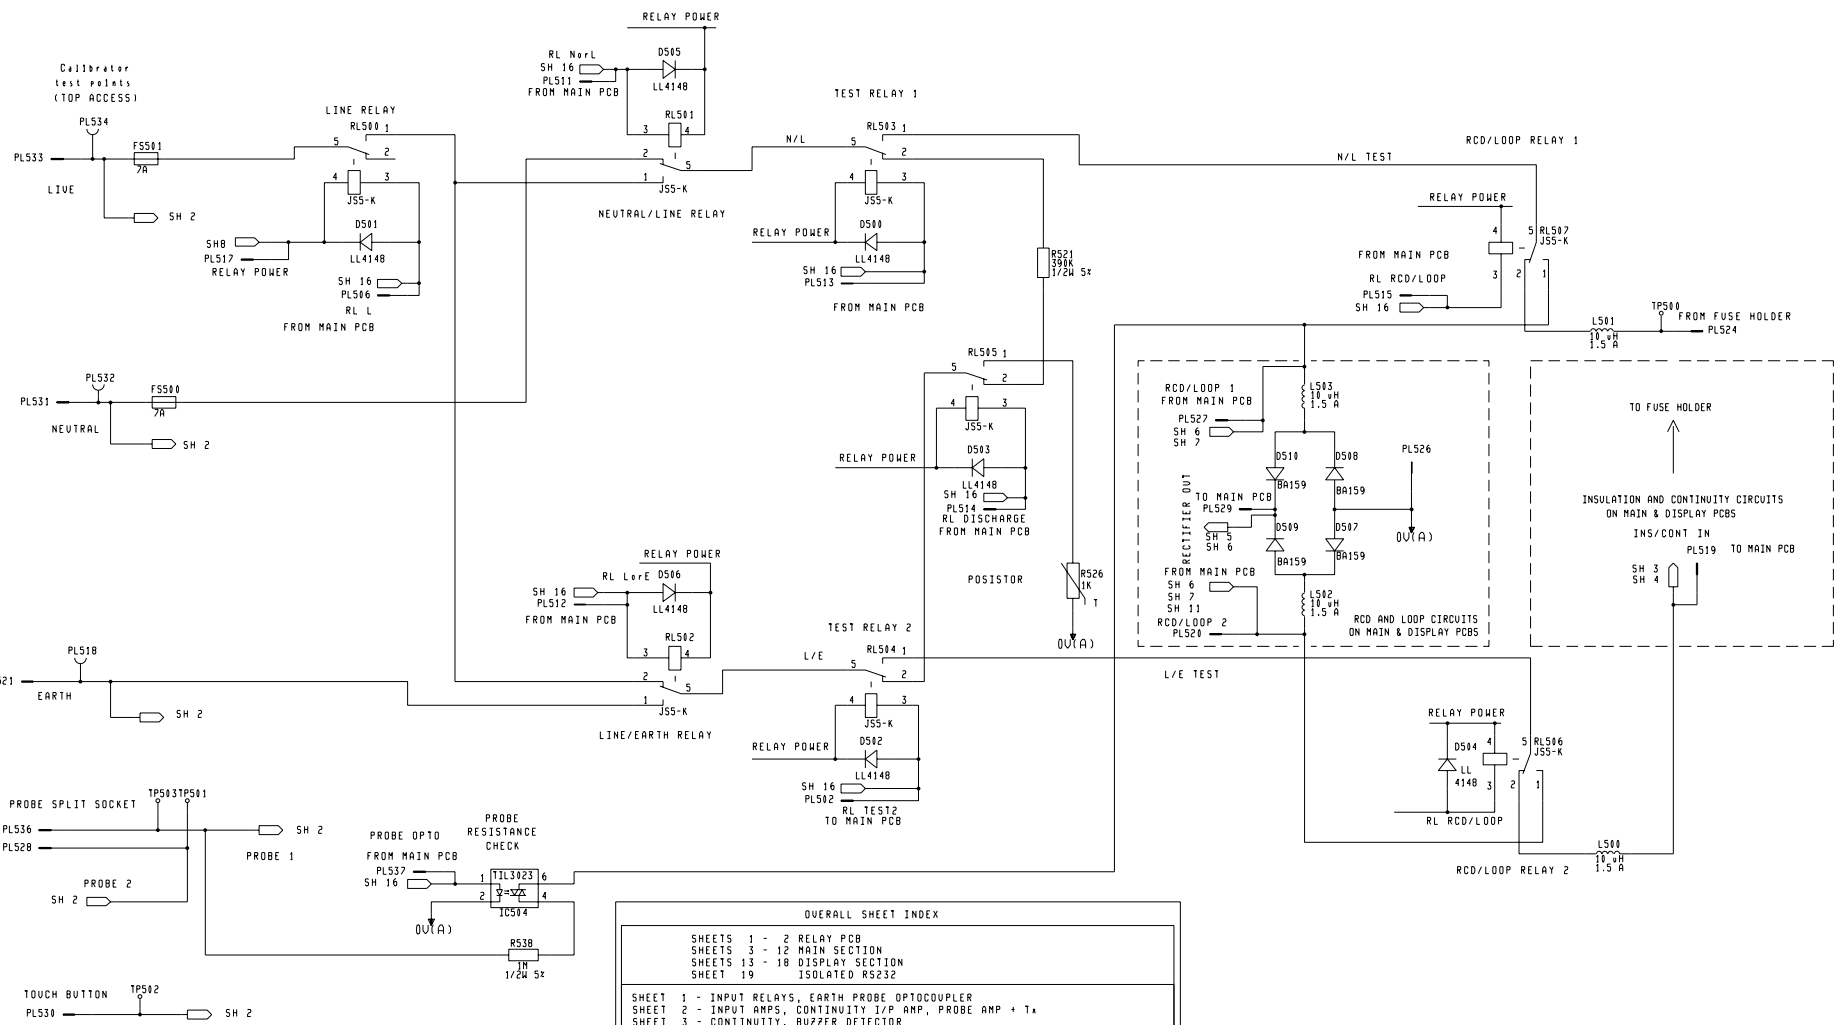 RELAY POWER
RL NorL
SH 16
PL511
FROM MAIN PCB
D505
LL4148
RL501
3
4
2
5
1
JS5-K
NEUTRAL/LINE RELAY
Calibrator
test points
(TOP ACCESS)
PL534
PL533
FS501
7A
LIVE
SH 2
LINE RELAY
RL500
1
5
2
4
3
JS5-K
D501
LL4148
SH8
PL517
RELAY POWER
SH 16
PL506
RL L
FROM MAIN PCB
TEST RELAY 1
N/L
RL503
1
5
2
4
3
JS5-K
RELAY POWER
D500
LL4148
SH 16
PL513
FROM MAIN PCB
R521
390K
1/2W 5%
N/L TEST
RCD/LOOP RELAY 1
RELAY POWER
4
5
RL507
JS5-K
FROM MAIN PCB
3
2
1
RL RCD/LOOP
PL515
SH 16
L501
10 uH
1.5 A
TP500
FROM FUSE HOLDER
PL524
PL532
PL531
FS500
7A
NEUTRAL
SH 2
RL505
1
5
2
4
3
JS5-K
RELAY POWER
D503
LL4148
SH 16
PL514
RL DISCHARGE
FROM MAIN PCB
POSISTOR
R526
1K
T
0V(A)
RCD/LOOP 1
FROM MAIN PCB
PL527
SH 6
SH 7
L503
10 uH
1.5 A
D510
BA159
D508
BA159
PL526
RECTIFIER OUT
TO MAIN PCB
PL529
SH 5
SH 6
D509
BA159
D507
BA159
0V(A)
FROM MAIN PCB
SH 6
SH 7
SH 11
RCD/LOOP 2
PL520
L502
10 uH
1.5 A
RCD AND LOOP CIRCUITS
ON MAIN & DISPLAY PCBS
TO FUSE HOLDER
INSULATION AND CONTINUITY CIRCUITS
ON MAIN & DISPLAY PCBS
INS/CONT IN
PL519
TO MAIN PCB
SH 3
SH 4
RELAY POWER
RL LorE
D506
SH 16
PL512
LL4148
FROM MAIN PCB
RL502
3
4
2
5
1
JS5-K
LINE/EARTH RELAY
PL518
21
EARTH
SH 2
TEST RELAY 2
L/E
RL504
1
5
2
4
3
JS5-K
RELAY POWER
D502
LL4148
SH 16
PL502
RL TEST2
TO MAIN PCB
L/E TEST
RELAY POWER
D504
LL
4148
4
3
5
RL506
JS5-K
2
1
RL RCD/LOOP
L500
10 uH
1.5 A
RCD/LOOP RELAY 2
TP503
TP501
PROBE SPLIT SOCKET
PL536
PL528
SH 2
PROBE 1
PROBE 2
SH 2
PROBE OPTO
FROM MAIN PCB
PL537
SH 16
PROBE
RESISTANCE
CHECK
TIL3023
1
6
2
4
IC504
0V(A)
R538
1M
1/2W 5%
TOUCH BUTTON
TP502
PL530
SH 2
OVERALL SHEET INDEX
SHEETS 1 - 2 RELAY PCB
SHEETS 3 - 12 MAIN SECTION
SHEETS 13 - 18 DISPLAY SECTION
SHEET 19 ISOLATED RS232
SHEET 1 - INPUT RELAYS, EARTH PROBE OPTOCOUPLER
SHEET 2 - INPUT AMPS, CONTINUITY I/P AMP, PROBE AMP + Tx
SHEET 3 - CONTINUITY, BUZZER DETECTOR